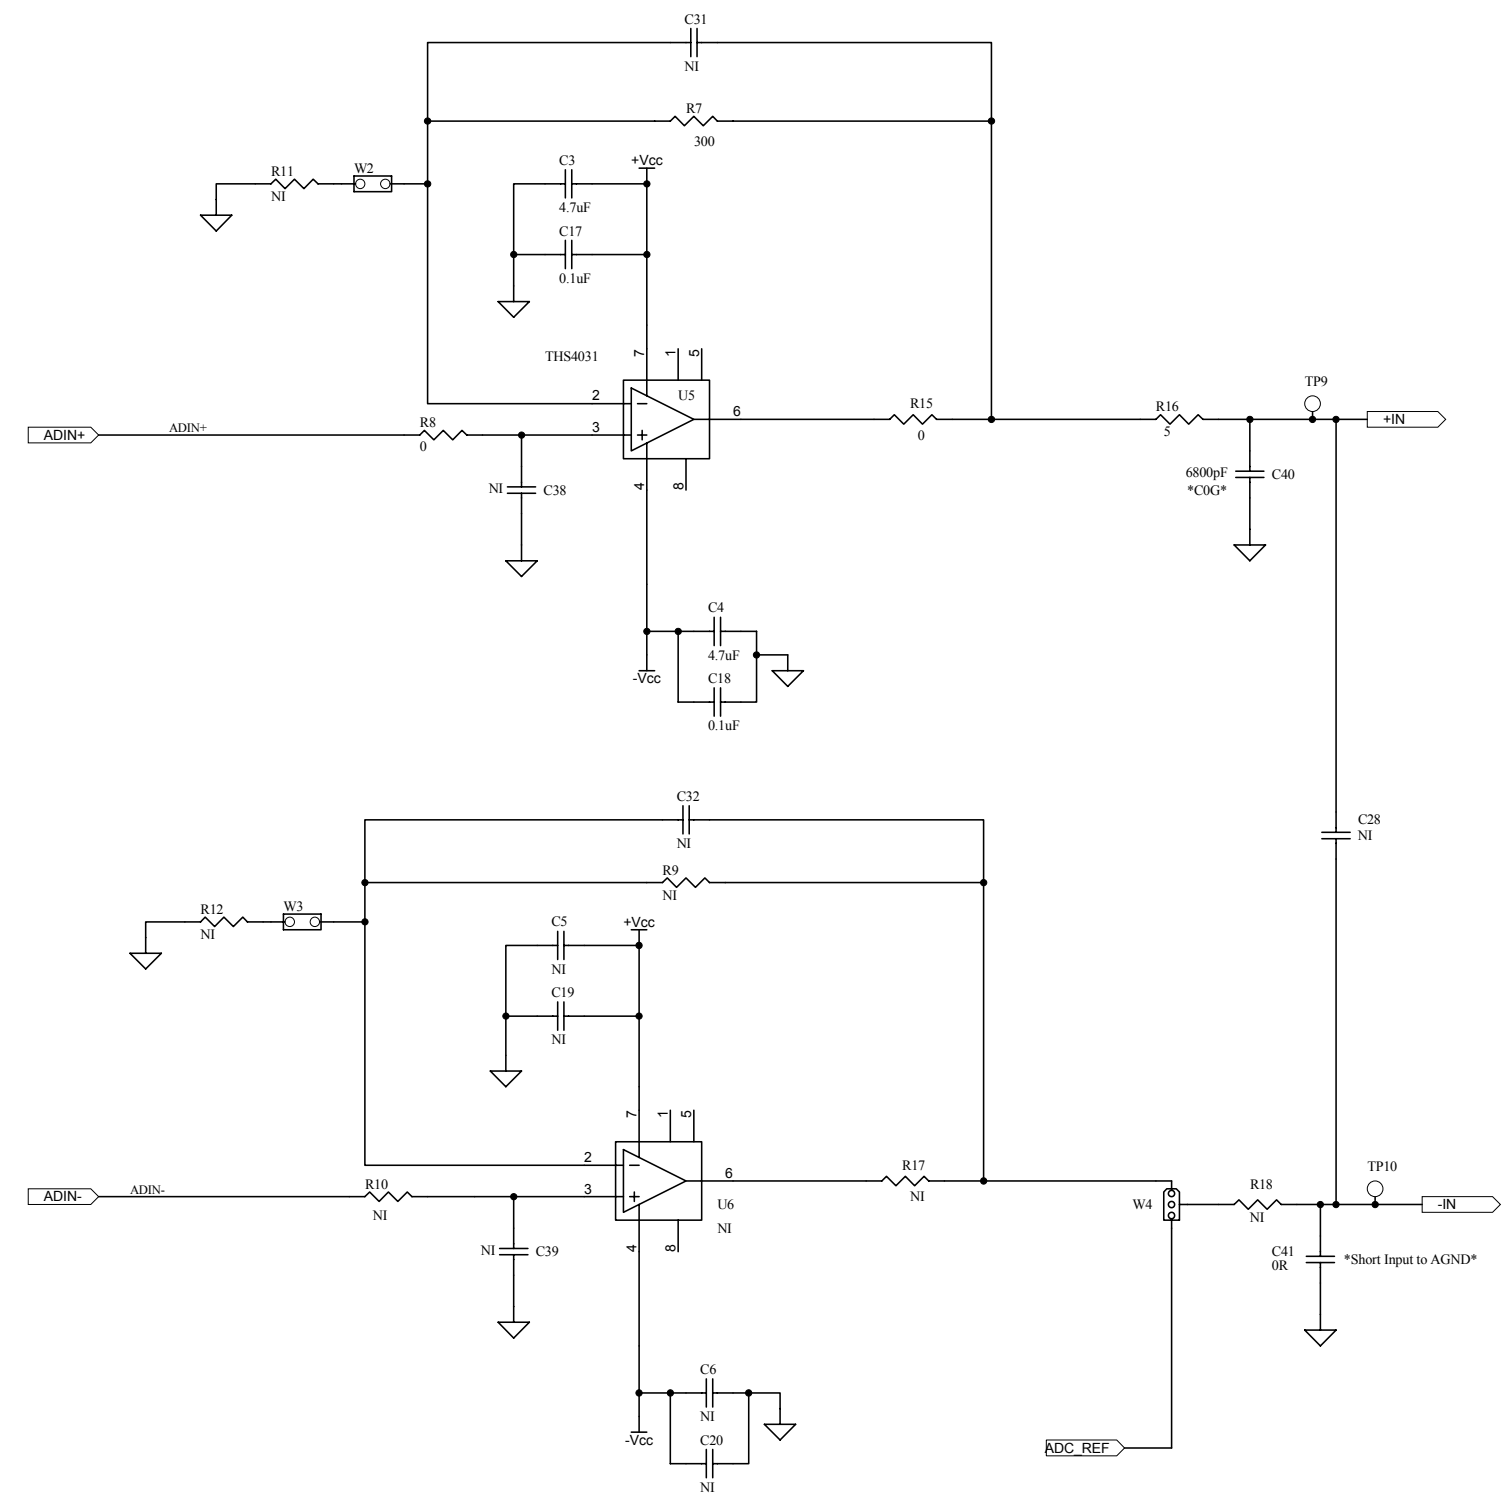 C31
NI
R7
300
R11
NI
W2
C3
4.7uF
+Vcc
C17
0.1uF
THS4031
7
1
5
U5
2
3
6
4
8
ADIN+
ADIN+
R8
0
NI
C38
R15
0
R16
5
TP9
+IN
6800pF
*C0G*
C40
C4
4.7uF
-Vcc
C18
0.1uF
C32
NI
C28
NI
R9
NI
R12
NI
W3
C5
NI
+Vcc
C19
NI
7
1
5
2
3
6
U6
NI
4
8
ADIN-
ADIN-
R10
NI
NI
C39
R17
NI
W4
R18
NI
TP10
-IN
C41
0R
*Short Input to AGND*
C6
NI
-Vcc
C20
NI
ADC_REF